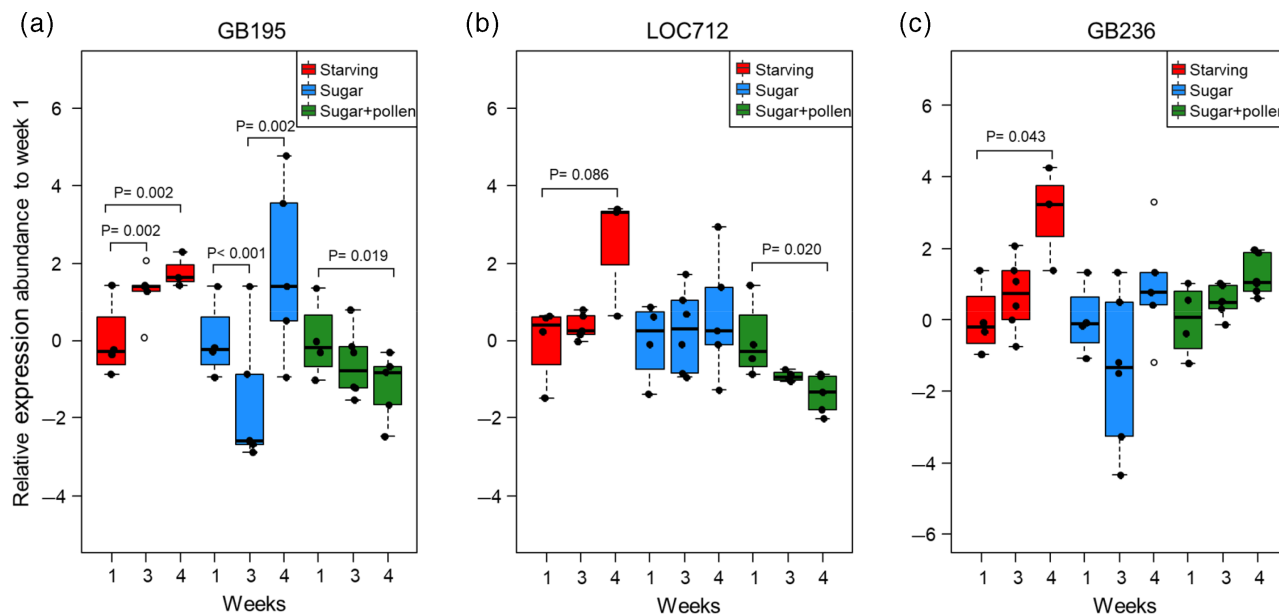 (a)
GB195
Starving
Sugar
Sugar+pollen
P= 0.002
P= 0.002
P= 0.002
P< 0.001
P= 0.019
6
4
2
0
−2
−4
Relative expression abundance to week 1
1 3 4 1 3 4 1 3 4
Weeks
(b)
LOC712
Starving
Sugar
Sugar+pollen
P= 0.086
P= 0.020
6
4
2
0
−2
−4
1 3 4 1 3 4 1 3 4
Weeks
(c)
GB236
Starving
Sugar
Sugar+pollen
P= 0.043
6
4
2
0
−2
−4
−6
1 3 4 1 3 4 1 3 4
Weeks